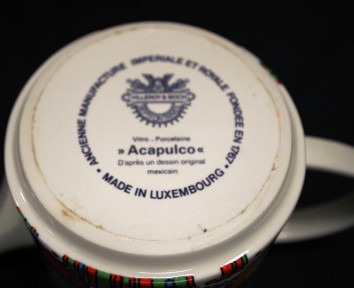 ANCIENNE MANUFACTURE IMPERIALE ET ROYALE FONDEE EN 1767
VILLEROY & BOCH
Vitro-Porcelaine
» Acapulco «
D'après un dessin original
mexicain
• MADE IN LUXEMBOURG •